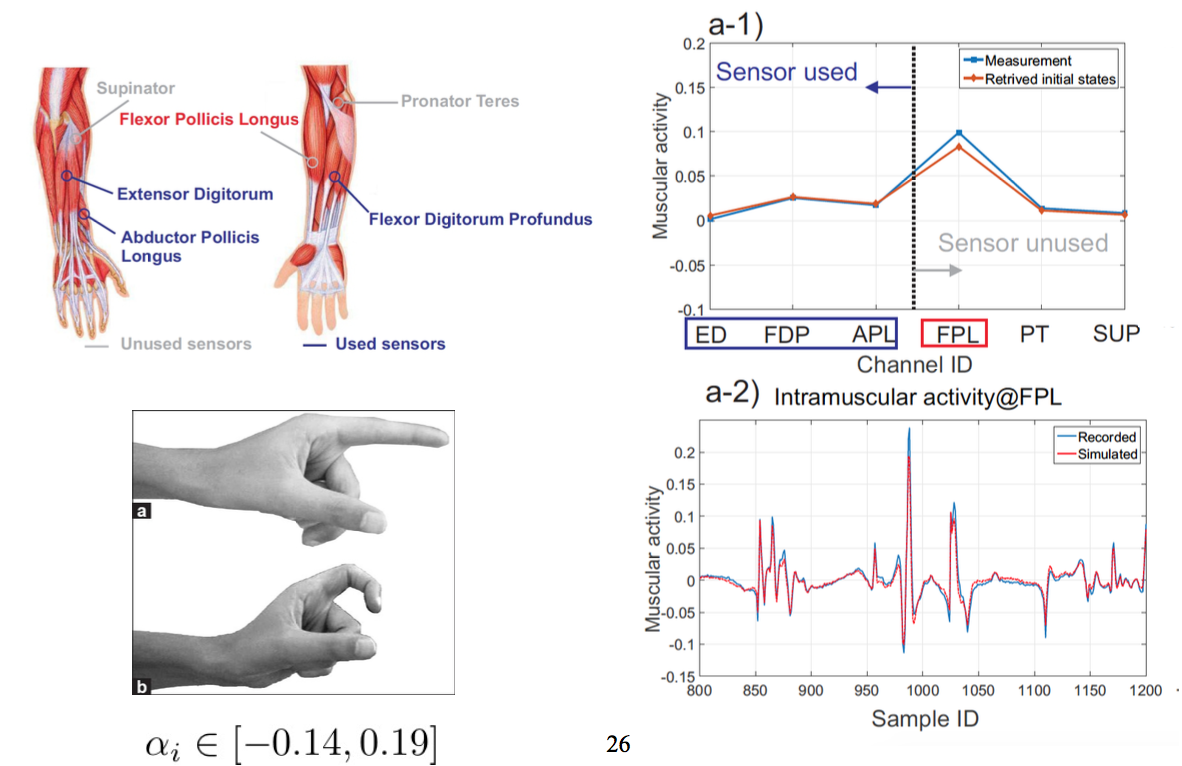 Supinator
Flexor Pollicis Longus
Extensor Digitorum
Abductor Pollicis
Longus
Pronator Teres
Flexor Digitorum Profundus
Unused sensors
Used sensors
a-1)
0.2
0.15
0.1
0.05
0
-0.05
-0.1
Muscular activity
Sensor used
Measurement
Retrived initial states
Sensor unused
ED FDP APL FPL PT SUP
Channel ID
a
b
α_i ∈ [−0.14, 0.19]
26
a-2) Intramuscular activity@FPL
Recorded
Simulated
0.2
0.15
0.1
0.05
0
-0.05
-0.1
-0.15
Muscular activity
800 850 900 950 1000 1050 1100 1150 1200
Sample ID